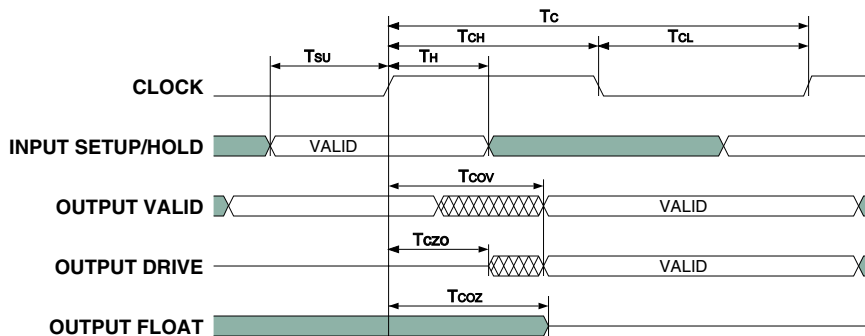 Tc
TCH
TCL
TSU
TH
CLOCK
INPUT SETUP/HOLD
VALID
TCOV
OUTPUT VALID
VALID
TCZO
OUTPUT DRIVE
VALID
TCOZ
OUTPUT FLOAT